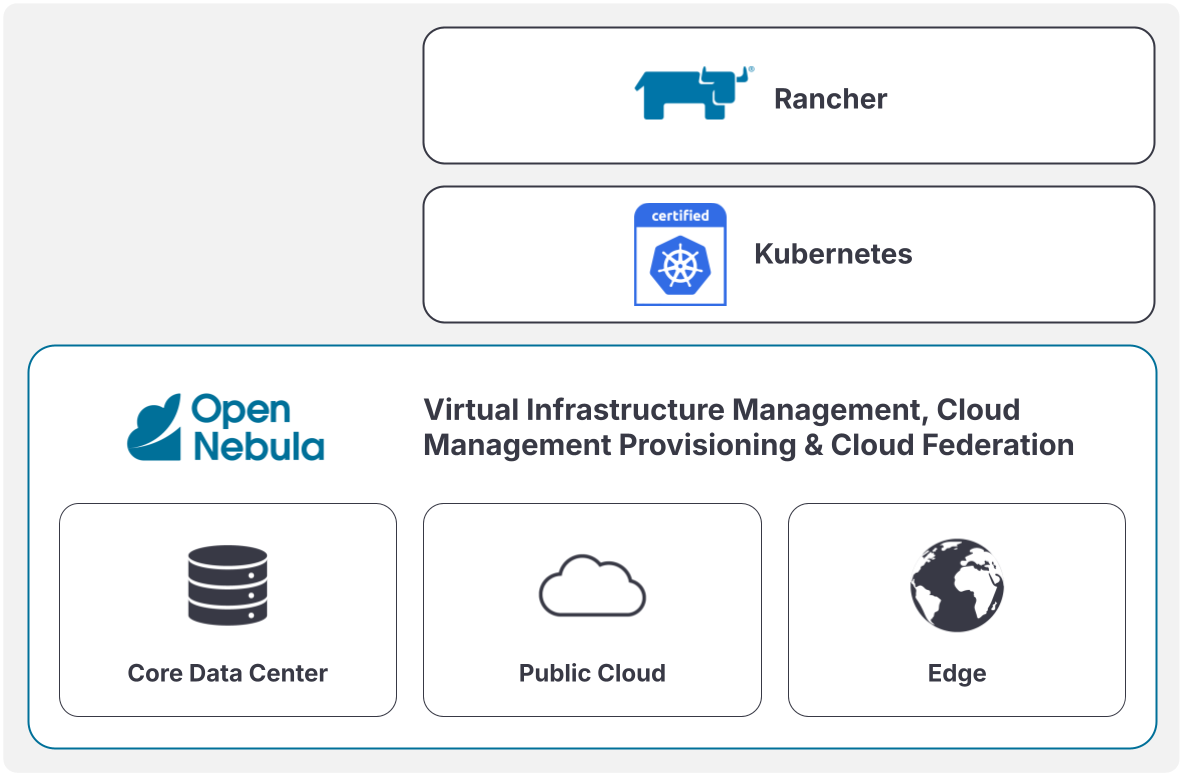 ®
Rancher
certified
Kubernetes
Open
Nebula
Virtual Infrastructure Management, Cloud
Management Provisioning & Cloud Federation
Core Data Center
Public Cloud
Edge